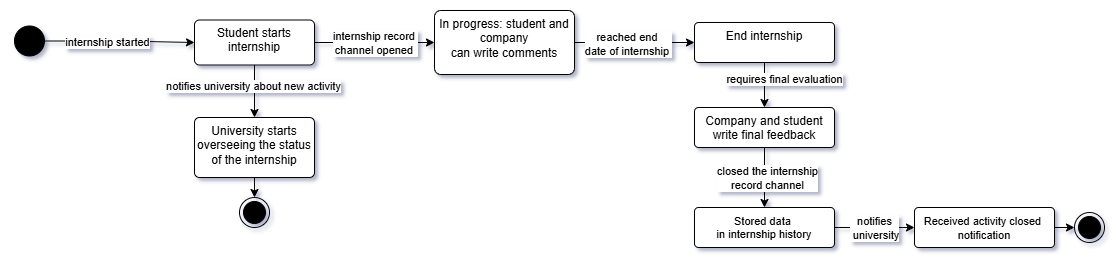 internship started
Student starts
internship
internship record
channel opened
In progress: student and
company
can write comments
reached end
date of internship
End internship
notifies university about new activity
requires final evaluation
University starts
overseeing the status
of the internship
Company and student
write final feedback
closed the internship
record channel
Stored data
in internship history
notifies
university
Received activity closed
notification